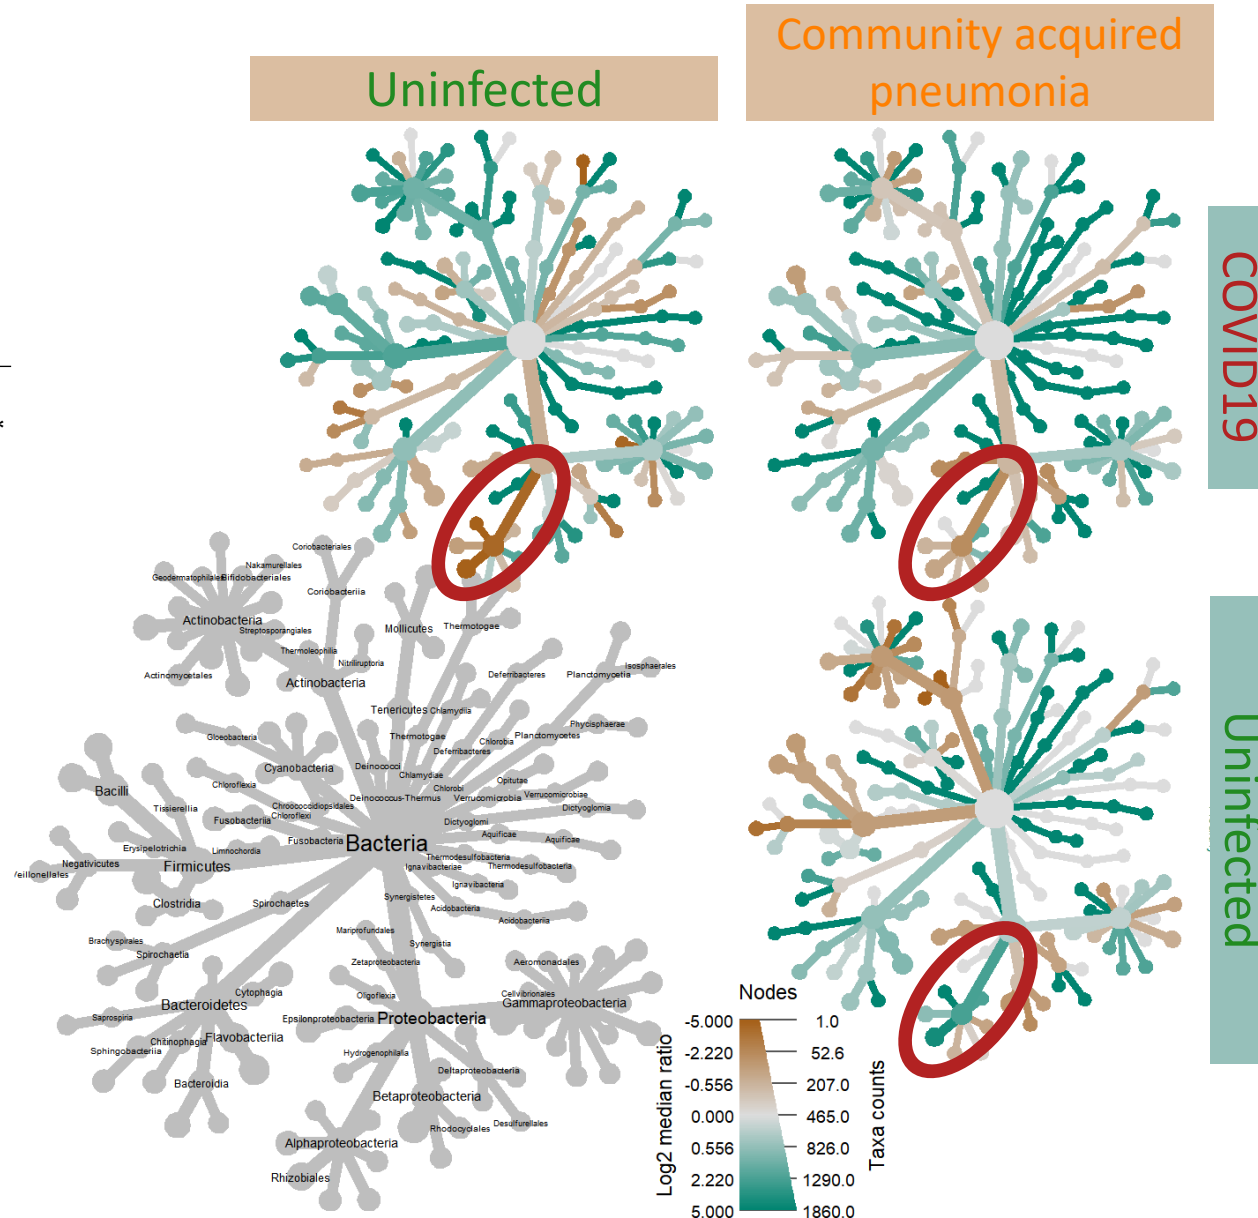 Community acquired
pneumonia
Uninfected
COVID19
*
Coriobacteriales
Nakamurellales
Geodermatophilales
Bifidobacteriales
Coriobacteriia
Actinobacteria
Streptosporangiales
Mollicutes
Thermotogae
Thermoleophilia
Nitriliruptoria
Actinomycetales
Actinobacteria
Deferribacteres
Planctomycetia
Isosphaerales
Tenericutes
Chlamydiia
Phycisphaerae
Gloeobacteria
Thermotogae
Chlorobia
Planctomycetes
Deferribacteres
Cyanobacteria
Deinococci
Chlamydiae
Opitutae
Bacilli
Chloroflexia
Chlorobi
Tissierellia
Chroococcidiopsidales
Deinococcus-Thermus
Verrucomicrobia
Verrucomicrobiae
Dictyoglomia
Fusobacteriia
Chloroflexi
Dictyoglomi
Fusobacteria
Bacteria
Aquificae
Aquificae
Erysipelotrichia
Limnochordia
Negativicutes
Firmicutes
Thermodesulfobacteria
Ignavibacteriae
Thermodesulfobacteria
Veillonellales
Ignavibacteria
Clostridia
Spirochaetes
Synergistetes
Acidobacteria
Acidobacteriia
Mariprofundales
Brachyspirales
Synergistia
Spirochaetia
Zetaproteobacteria
Aeromonadales
Cytophagia
Oligoflexia
Cellvibrionales
Bacteroidetes
Gammaproteobacteria
Saprospiria
Epsilonproteobacteria
Proteobacteria
Chitinophagia
Flavobacteriia
Sphingobacteriia
Hydrogenophilalia
Deltaproteobacteria
Bacteroidia
Betaproteobacteria
Rhodocyclales
Desulfurellales
Alphaproteobacteria
Rhizobiales
Uninfected
Nodes
-5.000 1.0
-2.220 52.6
-0.556 207.0
0.000 465.0
0.556 826.0
2.220 1290.0
5.000 1860.0
Log2 median ratio
Taxa counts